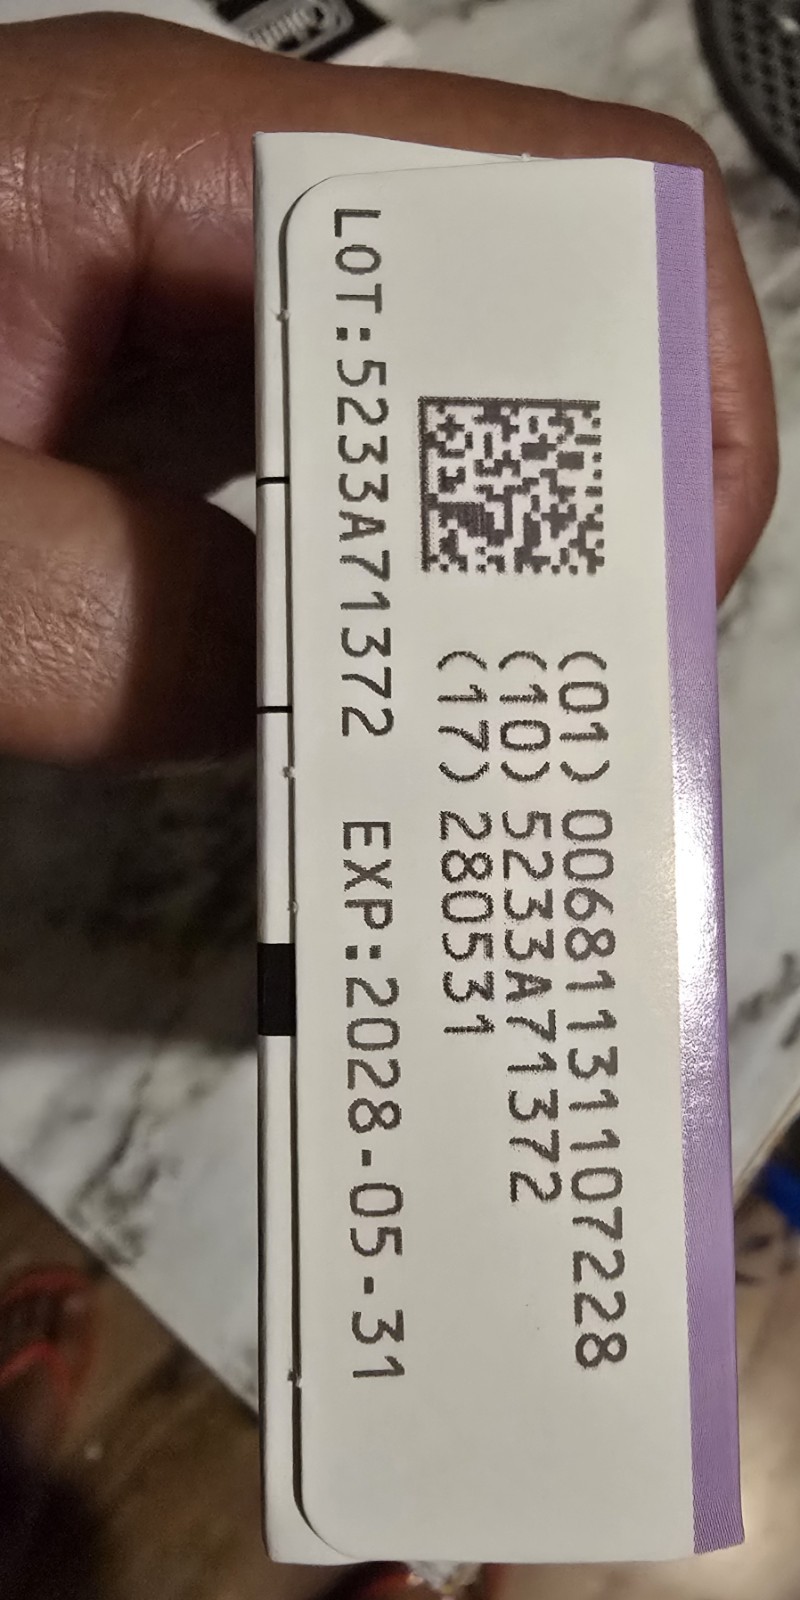 (01) 00681131107228
(10) 5233A71372
(17) 280531
LOT:5233A71372 EXP:2028-05-31